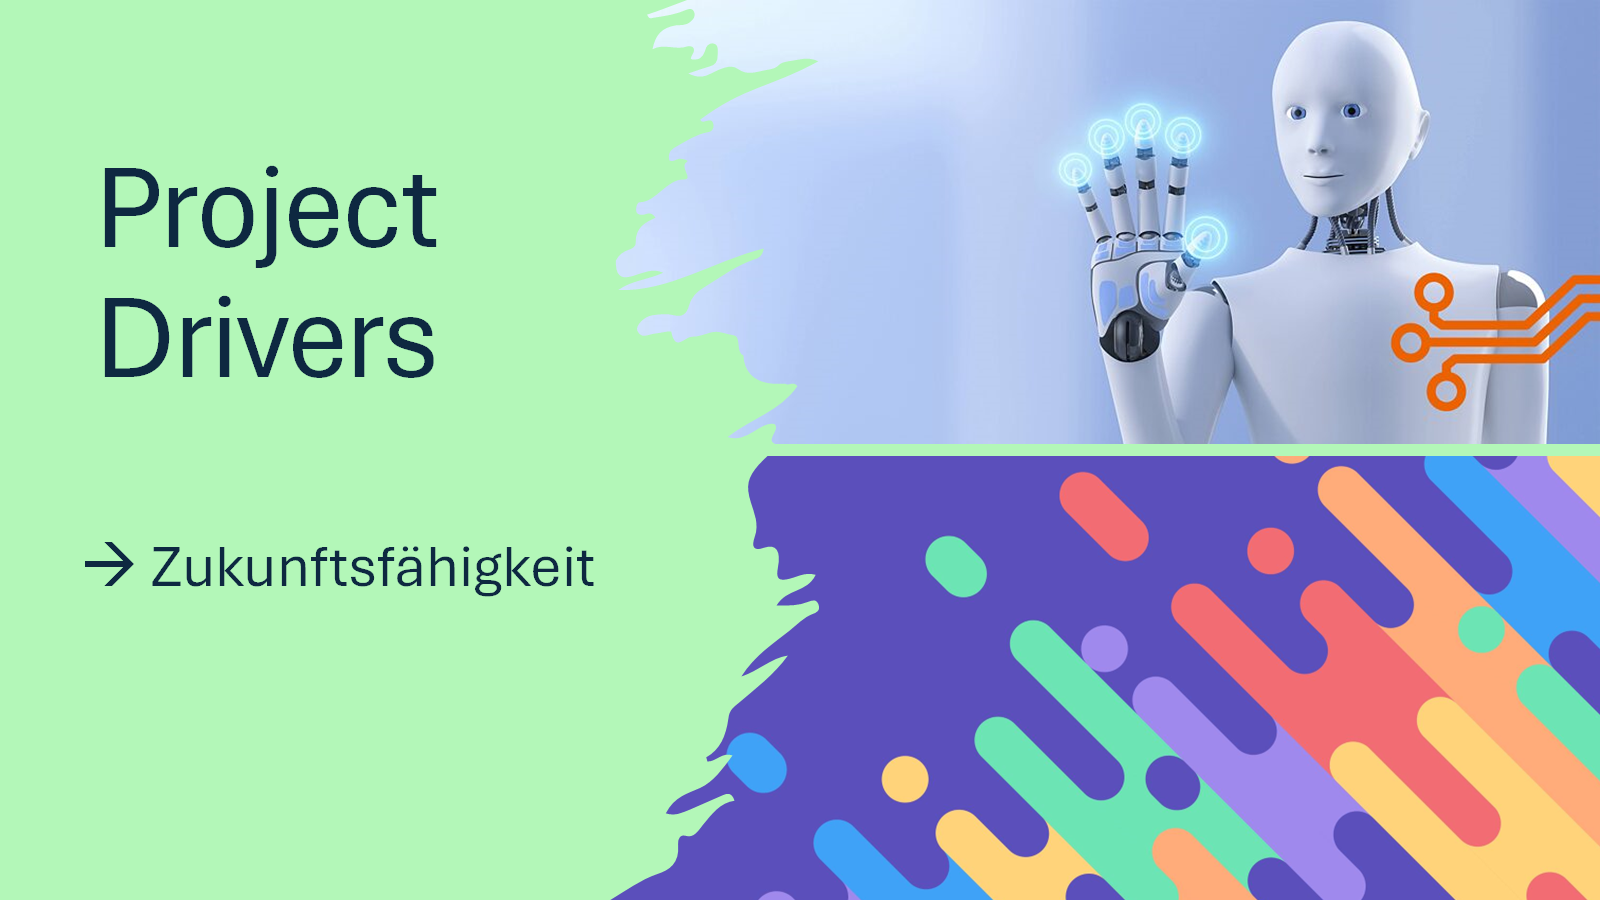 Project
Drivers
→ Zukunftsfähigkeit